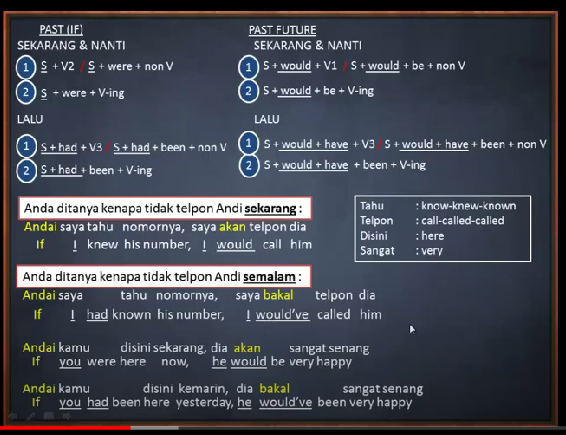 PAST (IF)
SEKARANG & NANTI
1 S + V2 / S + were + non V
2 S + were + V-ing
LALU
1 S + had + V3 / S + had + been + non V
2 S + had + been + V-ing
PAST FUTURE
SEKARANG & NANTI
1 S + would + V1 / S + would + be + non V
2 S + would + be + V-ing
LALU
1 S + would + have + V3 / S + would + have + been + non V
2 S + would + have + been + V-ing
Anda ditanya kenapa tidak telpon Andi sekarang :
Andai saya tahu nomornya, saya akan telpon dia
If I knew his number, I would call him
Tahu : know-knew-known
Telpon : call-called-called
Disini : here
Sangat : very
Anda ditanya kenapa tidak telpon Andi semalam :
Andai saya tahu nomornya, saya bakal telpon dia
If I had known his number, I would've called him
Andai kamu disini sekarang, dia akan sangat senang
If you were here now, he would be very happy
Andai kamu disini kemarin, dia bakal sangat senang
If you had been here yesterday, he would've been very happy